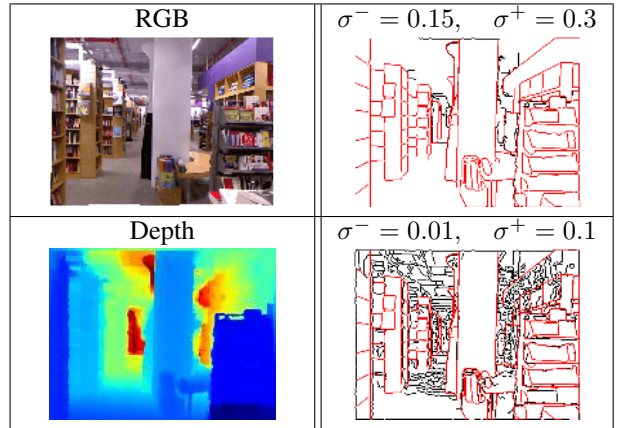 RGB
σ⁻ = 0.15, σ⁺ = 0.3
Depth
σ⁻ = 0.01, σ⁺ = 0.1